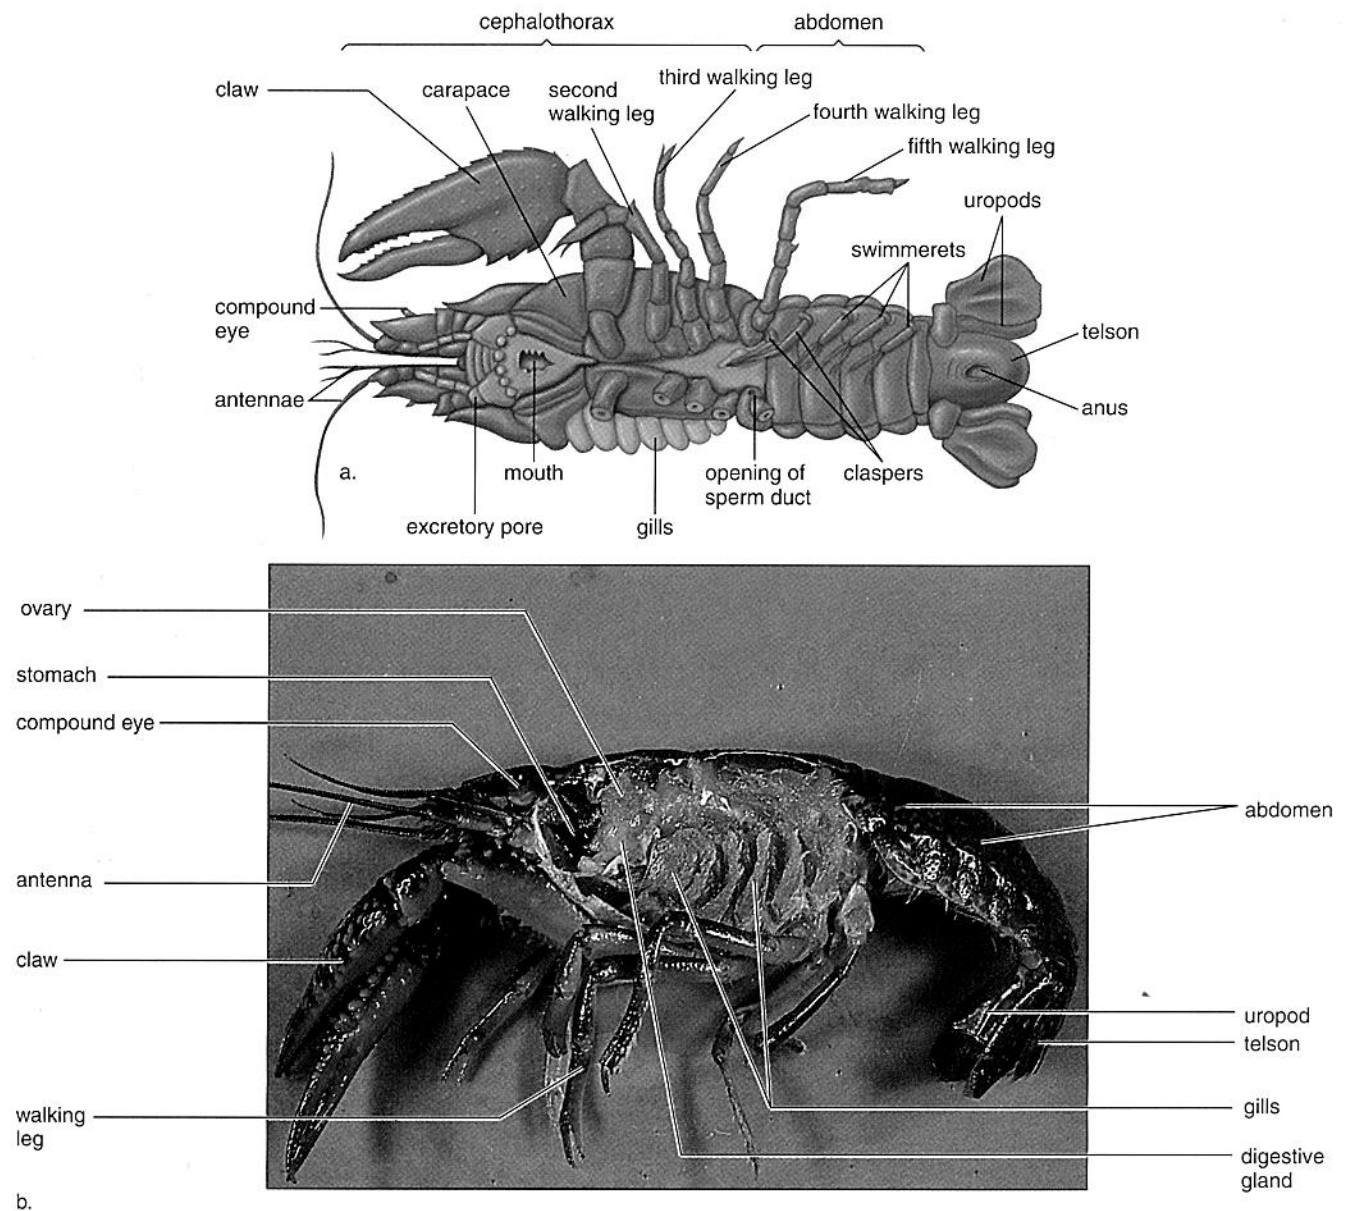 cephalothorax
abdomen
claw
carapace
second
walking leg
third walking leg
fourth walking leg
fifth walking leg
uropods
swimmerets
compound
eye
telson
antennae
anus
a.
mouth
opening of
sperm duct
claspers
excretory pore
gills
ovary
stomach
compound eye
abdomen
antenna
claw
uropod
telson
walking
leg
gills
digestive
gland
b.